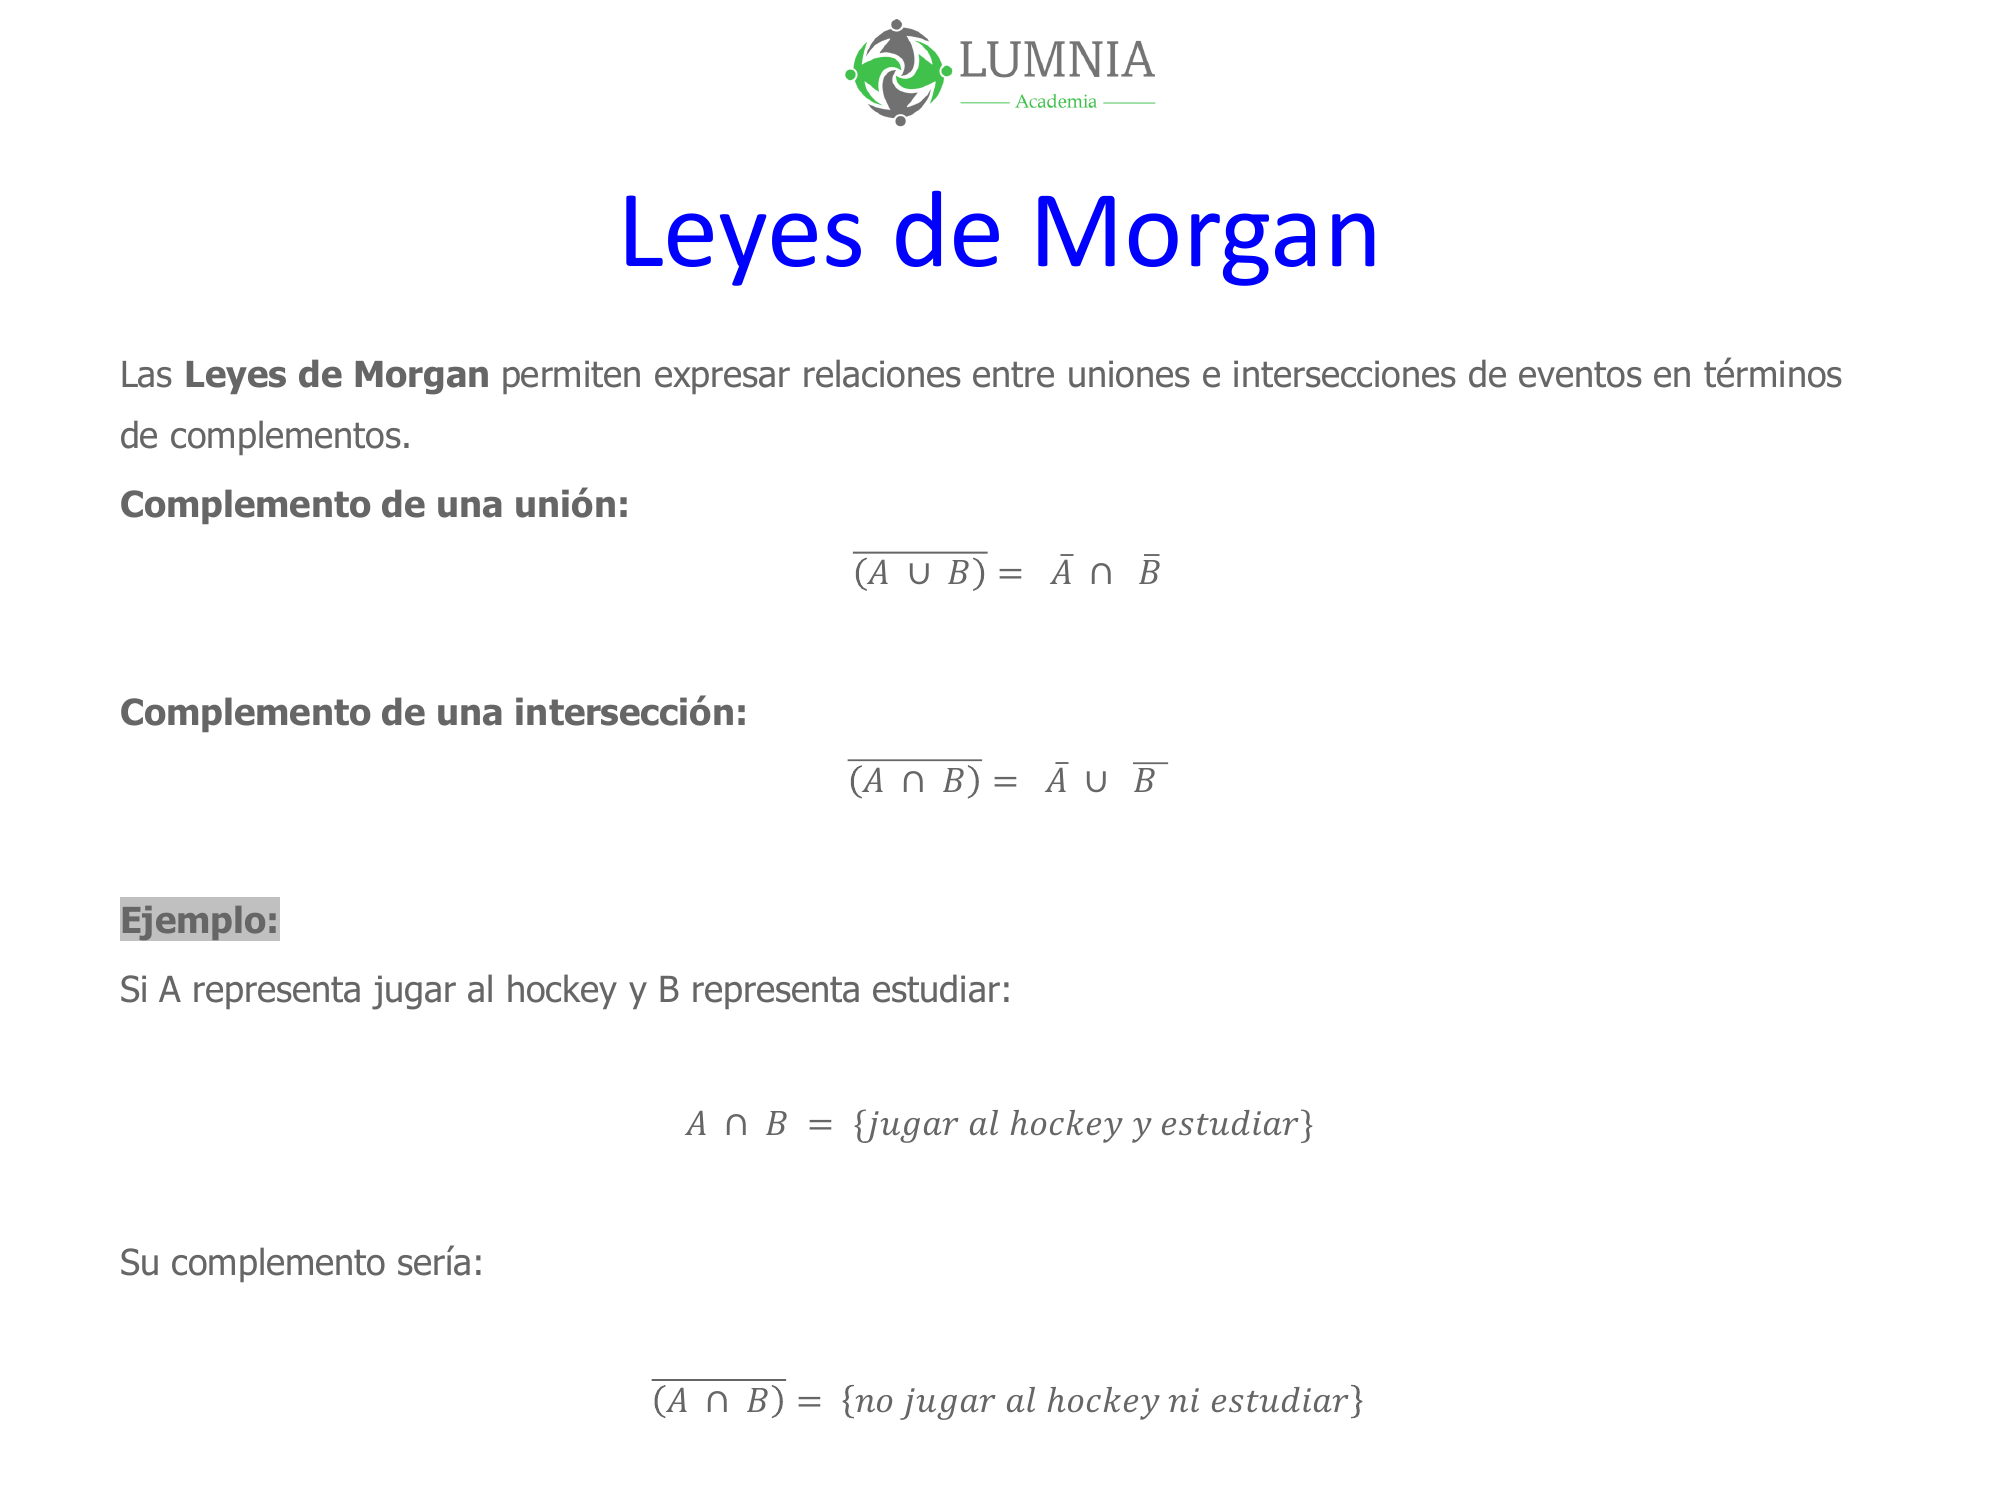 LUMNIA
Academia
Leyes de Morgan
Las Leyes de Morgan permiten expresar relaciones entre uniones e intersecciones de eventos en términos
de complementos.
Complemento de una unión:
$\overline{(A \cup B)} = \bar{A} \cap \bar{B}$
Complemento de una intersección:
$\overline{(A \cap B)} = \bar{A} \cup \overline{B}$
Ejemplo:
Si A representa jugar al hockey y B representa estudiar:
$A \cap B = \{jugar al hockey y estudiar\}$
Su complemento sería:
$\overline{(A \cap B)} = \{no jugar al hockey ni estudiar\}$